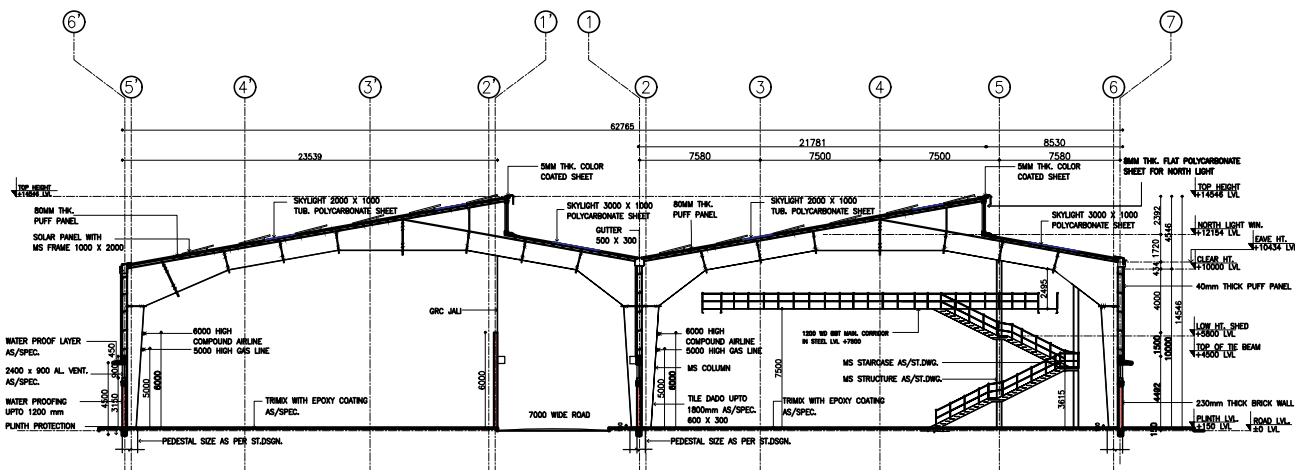 6' 1' 1 7
5' 4' 3' 2' 2 3 4 5 6
62765
21781 8530
23539
7580 7500 7500 7580
5MM THK. COLOR
COATED SHEET
5MM THK. COLOR
COATED SHEET
8MM THK. FLAT POLYCARBONATE
SHEET FOR NORTH LIGHT
TOP HEIGHT
+14546 LVL
80MM THK.
PUFF PANEL
SOLAR PANEL WITH
MS FRAME 1000 X 2000
SKYLIGHT 2000 X 1000
TUB. POLYCARBONATE SHEET
SKYLIGHT 3000 X 1000
POLYCARBONATE SHEET
GUTTER
500 X 300
80MM THK.
PUFF PANEL
SKYLIGHT 2000 X 1000
TUB. POLYCARBONATE SHEET
SKYLIGHT 3000 X 1000
POLYCARBONATE SHEET
TOP HEIGHT
+14546 LVL
NORTH LIGHT WIN.
+12154 LVL
EAVE HT.
+10434 LVL
CLEAR HT.
+10000 LVL
40mm THICK PUFF PANEL
LOW HT. SHED
+5800 LVL
TOP OF TIE BEAM
+4500 LVL
230mm THICK BRICK WALL
PLINTH LVL.
+150 LVL
ROAD LVL.
±0 LVL
2392
4546
1720
434
4000
14546
1500
10000
4492
150
2495
GRC JALI
6000 HIGH
COMPOUND AIRLINE
5000 HIGH GAS LINE
6000 HIGH
COMPOUND AIRLINE
5000 HIGH GAS LINE
MS COLUMN
1200 WD GBT MAIN. CORRIDOR
IN STEEL LVL +7500
MS STAIRCASE AS/ST.DWG.
MS STRUCTURE AS/ST.DWG.
WATER PROOF LAYER
AS/SPEC.
2400 x 900 AL. VENT.
AS/SPEC.
WATER PROOFING
UPTO 1200 mm
PLINTH PROTECTION
450
900
4500
3150
5000
6000
6000
5000
6000
7500
3615
TRIMIX WITH EPOXY COATING
AS/SPEC.
7000 WIDE ROAD
TILE DADO UPTO
1800mm AS/SPEC.
600 X 300
TRIMIX WITH EPOXY COATING
AS/SPEC.
PEDESTAL SIZE AS PER ST.DSGN.
PEDESTAL SIZE AS PER ST.DSGN.